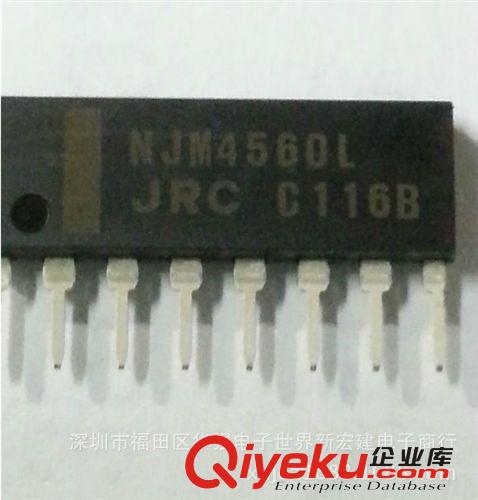 NJM4560L
JRC C116B
深圳市福田区华强电子世界新宏建电子商行
Qiyeku.com 企业库
Enterprise Database